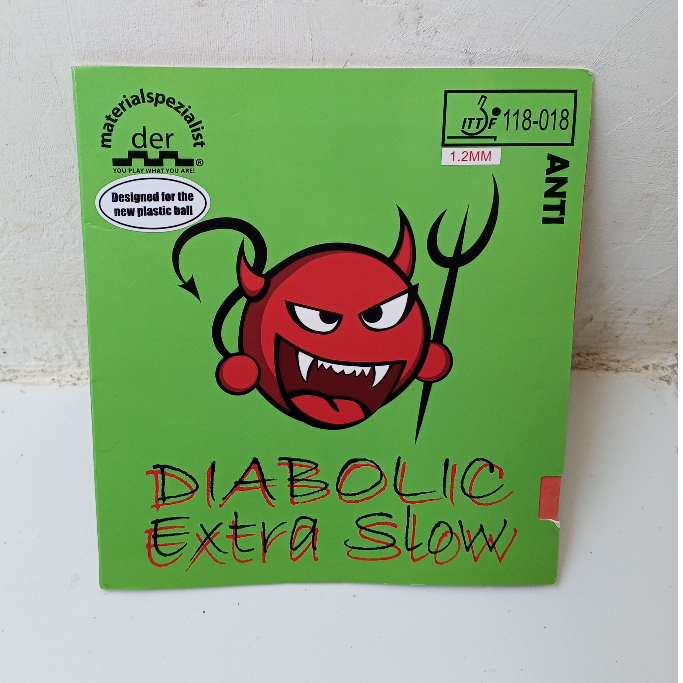 materialspezialist
der
®
YOU PLAY WHAT YOU ARE!
Designed for the
new plastic ball
ITTF 118-018
1.2MM
ANTI
DIABOLIC
Extra Slow